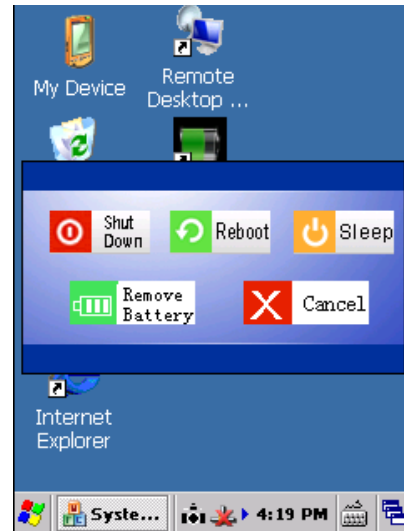 My Device
Remote
Desktop ...
Shut
Down
Reboot
Sleep
Remove
Battery
Cancel
Internet
Explorer
Syste...
4:19 PM